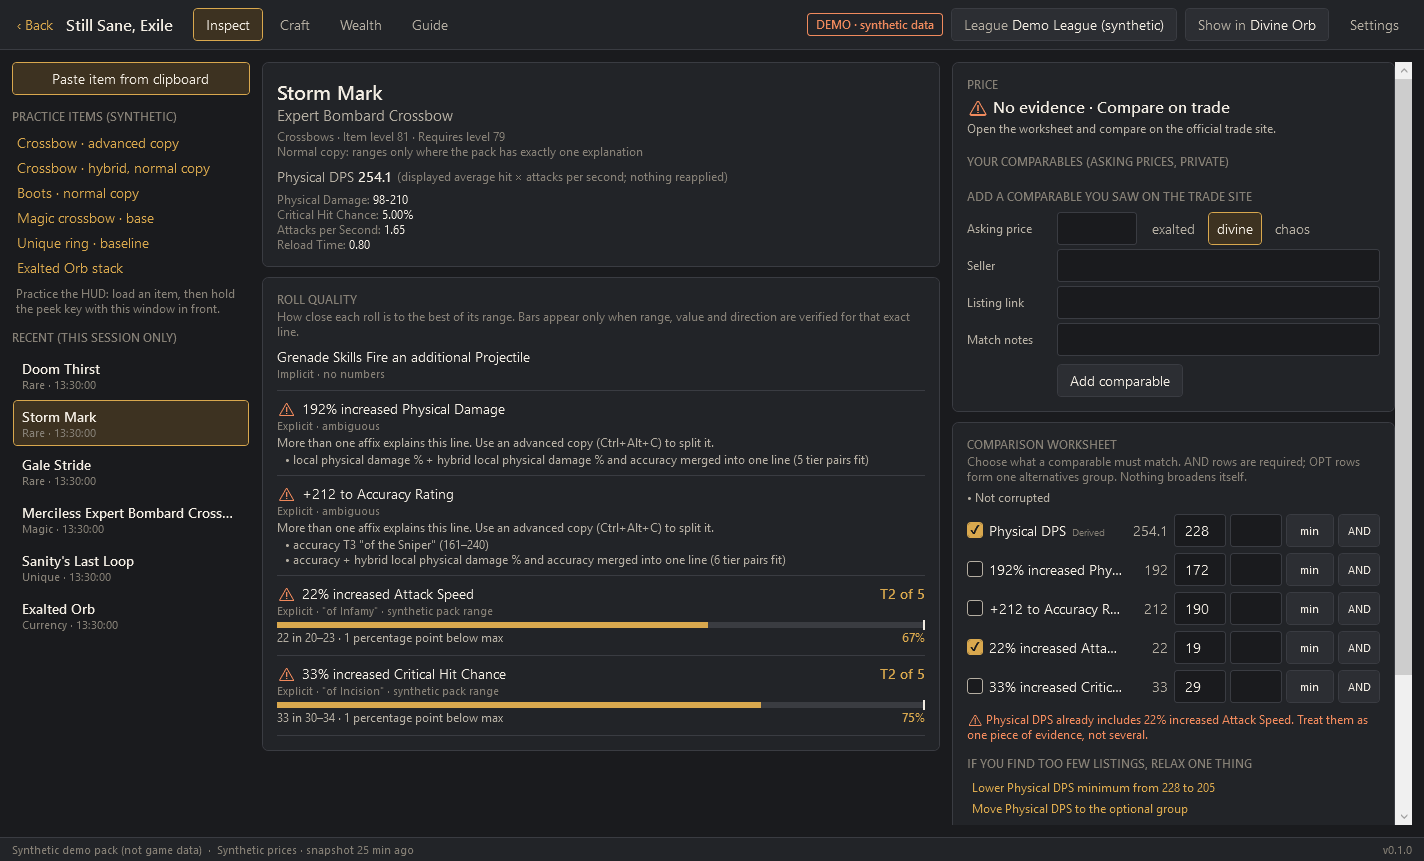 ‹ Back Still Sane, Exile Inspect Craft Wealth Guide DEMO · synthetic data League Demo League (synthetic) Show in Divine Orb Settings
Paste item from clipboard
PRACTICE ITEMS (SYNTHETIC)
Crossbow · advanced copy
Crossbow · hybrid, normal copy
Boots · normal copy
Magic crossbow · base
Unique ring · baseline
Exalted Orb stack
Practice the HUD: load an item, then hold
the peek key with this window in front.
RECENT (THIS SESSION ONLY)
Doom Thirst
Rare · 13:30:00
Storm Mark
Rare · 13:30:00
Gale Stride
Rare · 13:30:00
Merciless Expert Bombard Cross...
Magic · 13:30:00
Sanity's Last Loop
Unique · 13:30:00
Exalted Orb
Currency · 13:30:00
Storm Mark
Expert Bombard Crossbow
Crossbows · Item level 81 · Requires level 79
Normal copy: ranges only where the pack has exactly one explanation
Physical DPS 254.1 (displayed average hit × attacks per second; nothing reapplied)
Physical Damage: 98-210
Critical Hit Chance: 5.00%
Attacks per Second: 1.65
Reload Time: 0.80
ROLL QUALITY
How close each roll is to the best of its range. Bars appear only when range, value and direction are verified for that exact
line.
Grenade Skills Fire an additional Projectile
Implicit · no numbers
192% increased Physical Damage
Explicit · ambiguous
More than one affix explains this line. Use an advanced copy (Ctrl+Alt+C) to split it.
• local physical damage % + hybrid local physical damage % and accuracy merged into one line (5 tier pairs fit)
+212 to Accuracy Rating
Explicit · ambiguous
More than one affix explains this line. Use an advanced copy (Ctrl+Alt+C) to split it.
• accuracy T3 "of the Sniper" (161–240)
• accuracy + hybrid local physical damage % and accuracy merged into one line (6 tier pairs fit)
22% increased Attack Speed T2 of 5
Explicit · "of Infamy" · synthetic pack range
22 in 20–23 · 1 percentage point below max 67%
33% increased Critical Hit Chance T2 of 5
Explicit · "of Incision" · synthetic pack range
33 in 30–34 · 1 percentage point below max 75%
PRICE
No evidence · Compare on trade
Open the worksheet and compare on the official trade site.
YOUR COMPARABLES (ASKING PRICES, PRIVATE)
ADD A COMPARABLE YOU SAW ON THE TRADE SITE
Asking price exalted divine chaos
Seller
Listing link
Match notes
Add comparable
COMPARISON WORKSHEET
Choose what a comparable must match. AND rows are required; OPT rows
form one alternatives group. Nothing broadens itself.
• Not corrupted
Physical DPS Derived 254.1 228 min AND
192% increased Phy... 192 172 min AND
+212 to Accuracy R... 212 190 min AND
22% increased Atta... 22 19 min AND
33% increased Critic... 33 29 min AND
Physical DPS already includes 22% increased Attack Speed. Treat them as
one piece of evidence, not several.
IF YOU FIND TOO FEW LISTINGS, RELAX ONE THING
Lower Physical DPS minimum from 228 to 205
Move Physical DPS to the optional group
Synthetic demo pack (not game data) · Synthetic prices · snapshot 25 min ago v0.1.0